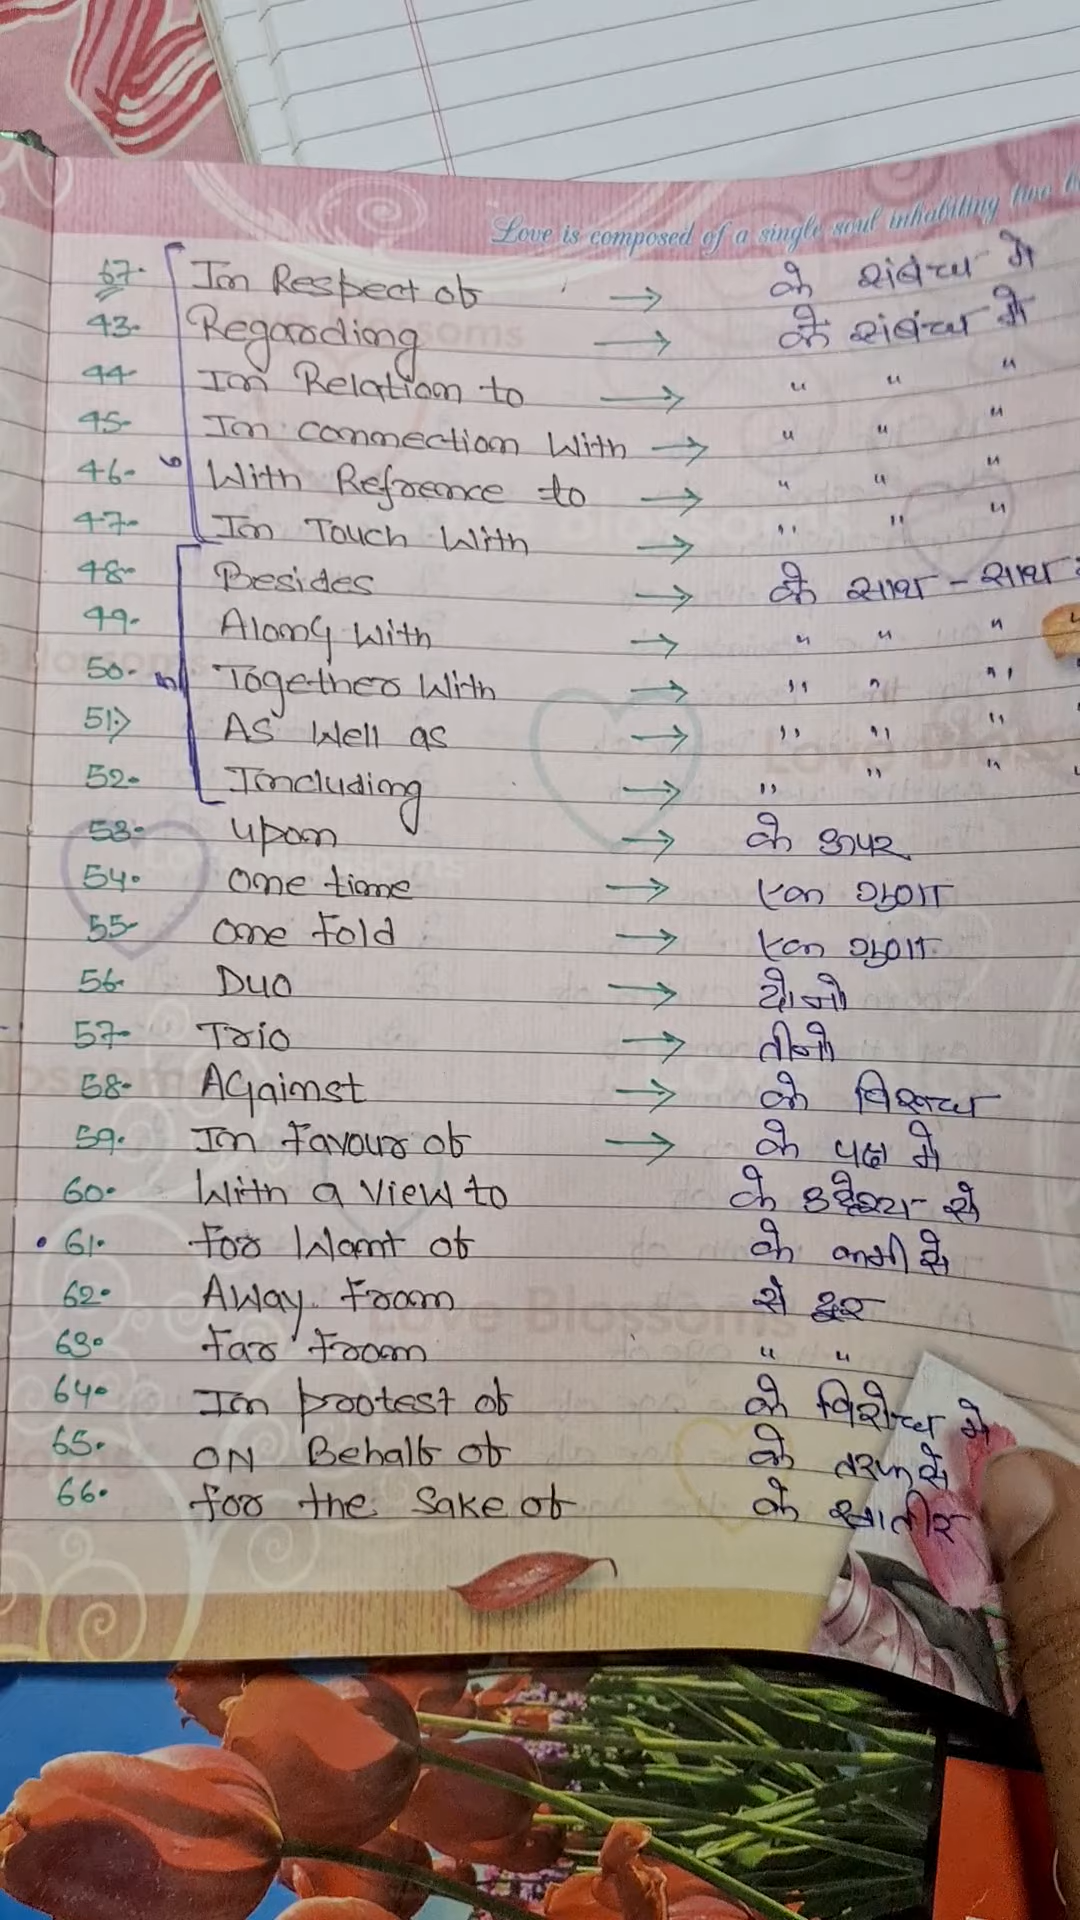 Love is composed of a single soul inhabiting two
67. In Respect of → के संबंध में
43. Regarding → के संबंध में
44. In Relation to → " " "
45. In connection With → " " "
46. With Refrence to → " " "
47. In Touch With → " " "
48. Besides → के साथ - साथ
49. Along With → " " " "
50. Together With → " " " "
51. As Well as → " " " "
52. Including → " " " "
53. upon → के ऊपर
54. one time → एक गुणा
55. one fold → एक गुणा
56. Duo → दोनो
57. Trio → तीनो
58. Against → के विरूध
59. In favour of → के पक्ष मे
60. With a view to के उद्देश्य से
61. for Want of के कमी से
62. Away from से दूर
63. far from " "
64. In protest of के विरोध मे
65. ON Behalf of के तरफ से
66. for the Sake of के खातीर
Love Blossoms